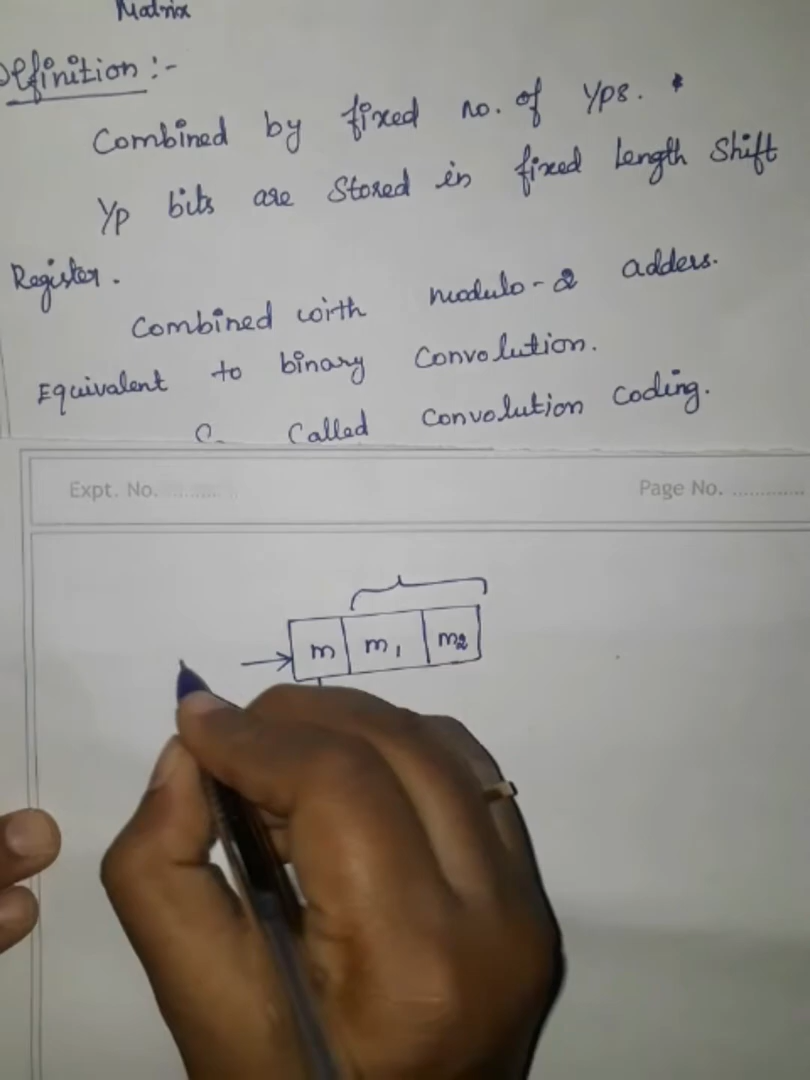 Matrix
Definition :-
Combined by fixed no. of I/ps.
I/p bits are stored in fixed Length Shift
Register.
Combined with modulo-2 adders.
Equivalent to binary Convolution.
Called Convolution Coding.
Expt. No. ............
Page No. ............
m m1 m2